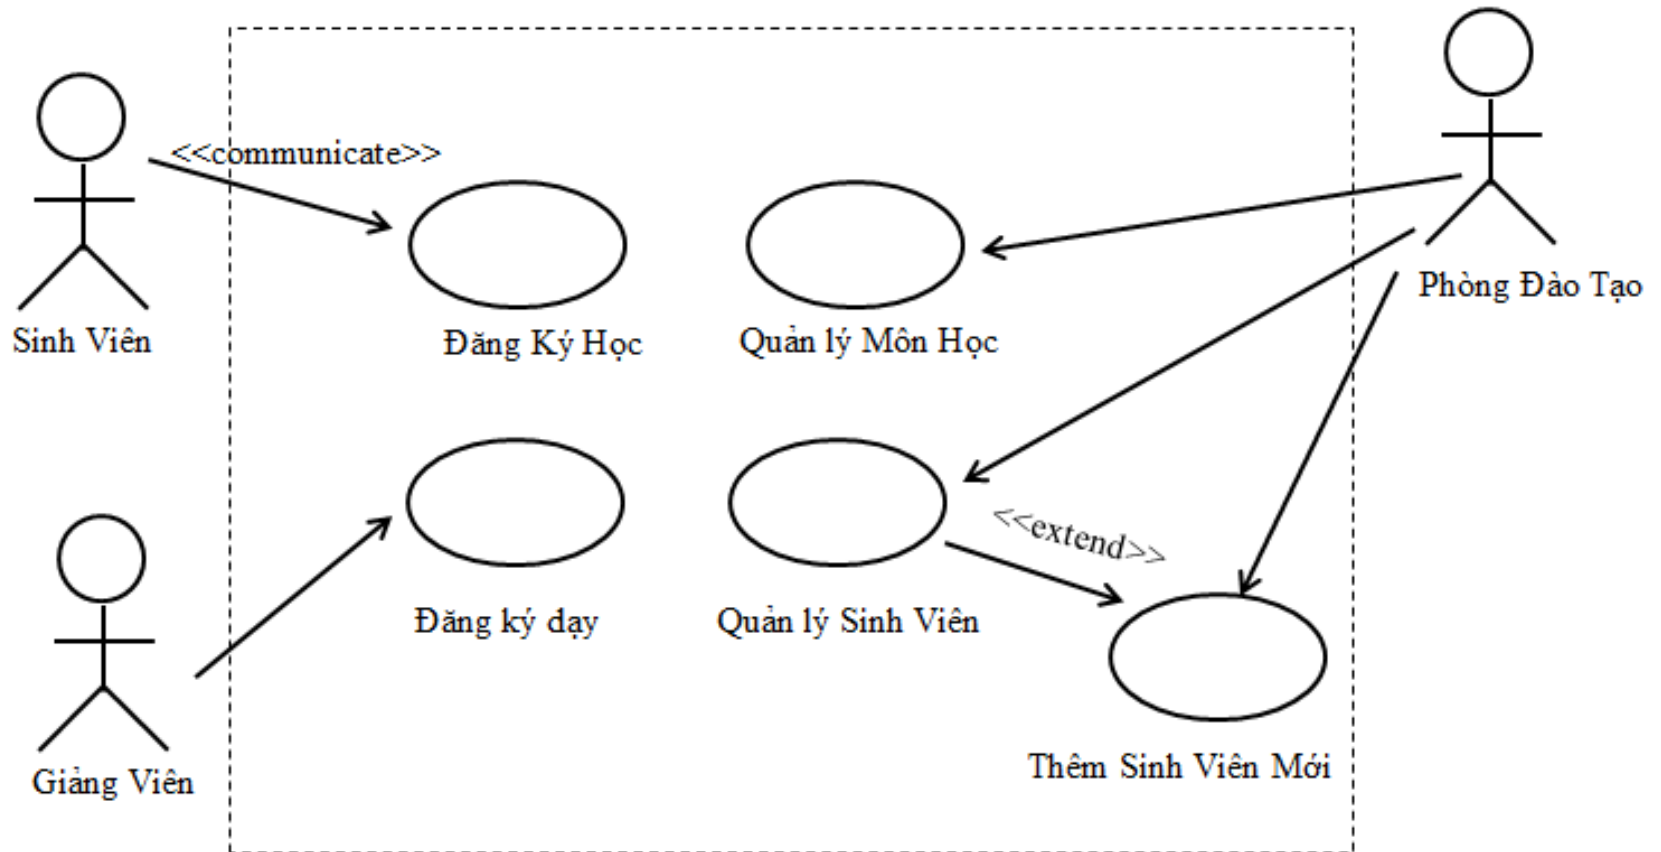 <<communicate>>
Phòng Đào Tạo
Sinh Viên
Đăng Ký Học
Quản lý Môn Học
<<extend>>
Đăng ký dạy
Quản lý Sinh Viên
Giảng Viên
Thêm Sinh Viên Mới